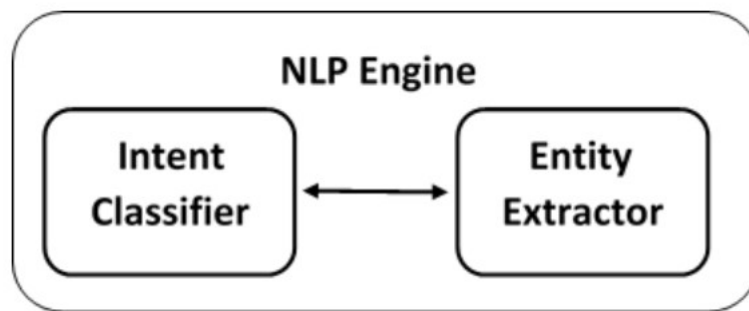 NLP Engine
Intent
Classifier
Entity
Extractor